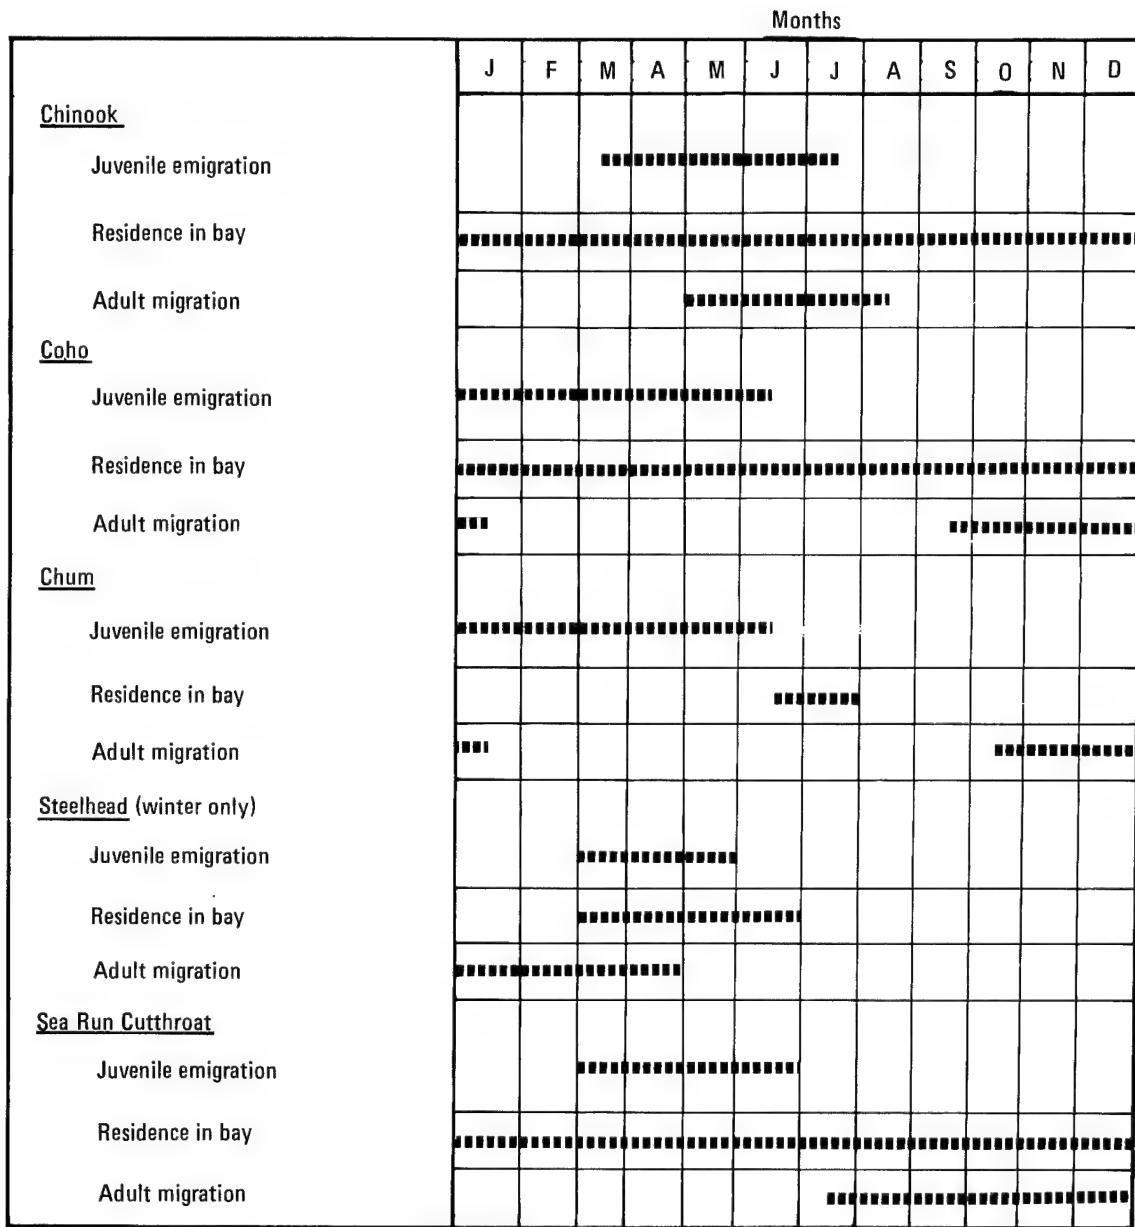 Months
J F M A M J J A S O N D
Chinook
Juvenile emigration
Residence in bay
Adult migration
Coho
Juvenile emigration
Residence in bay
Adult migration
Chum
Juvenile emigration
Residence in bay
Adult migration
Steelhead (winter only)
Juvenile emigration
Residence in bay
Adult migration
Sea Run Cutthroat
Juvenile emigration
Residence in bay
Adult migration